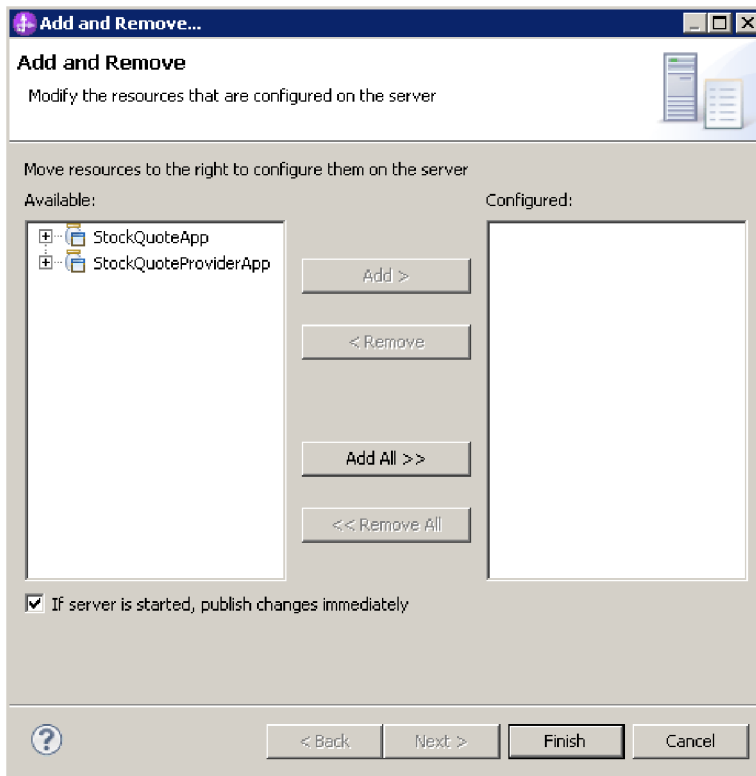 Add and Remove...
Add and Remove
Modify the resources that are configured on the server
Move resources to the right to configure them on the server
Available:
Configured:
StockQuoteApp
StockQuoteProviderApp
Add >
< Remove
Add All >>
<< Remove All
If server is started, publish changes immediately
?
< Back
Next >
Finish
Cancel